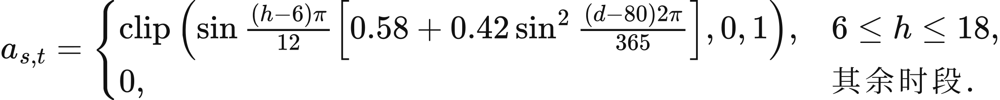 a_{s,t} = { clip ( sin (h−6)π/12 [ 0.58 + 0.42 sin² (d−80)2π/365 ], 0, 1 ),   6 ≤ h ≤ 18,
0,   其余时段.